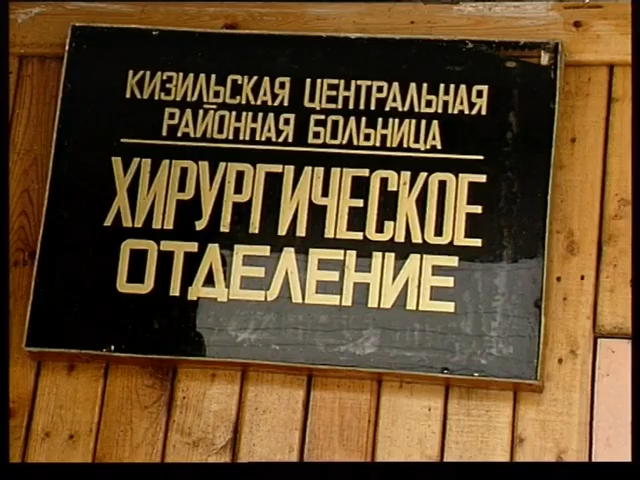 КИЗИЛЬСКАЯ ЦЕНТРАЛЬНАЯ
РАЙОННАЯ БОЛЬНИЦА
ХИРУРГИЧЕСКОЕ
ОТДЕЛЕНИЕ